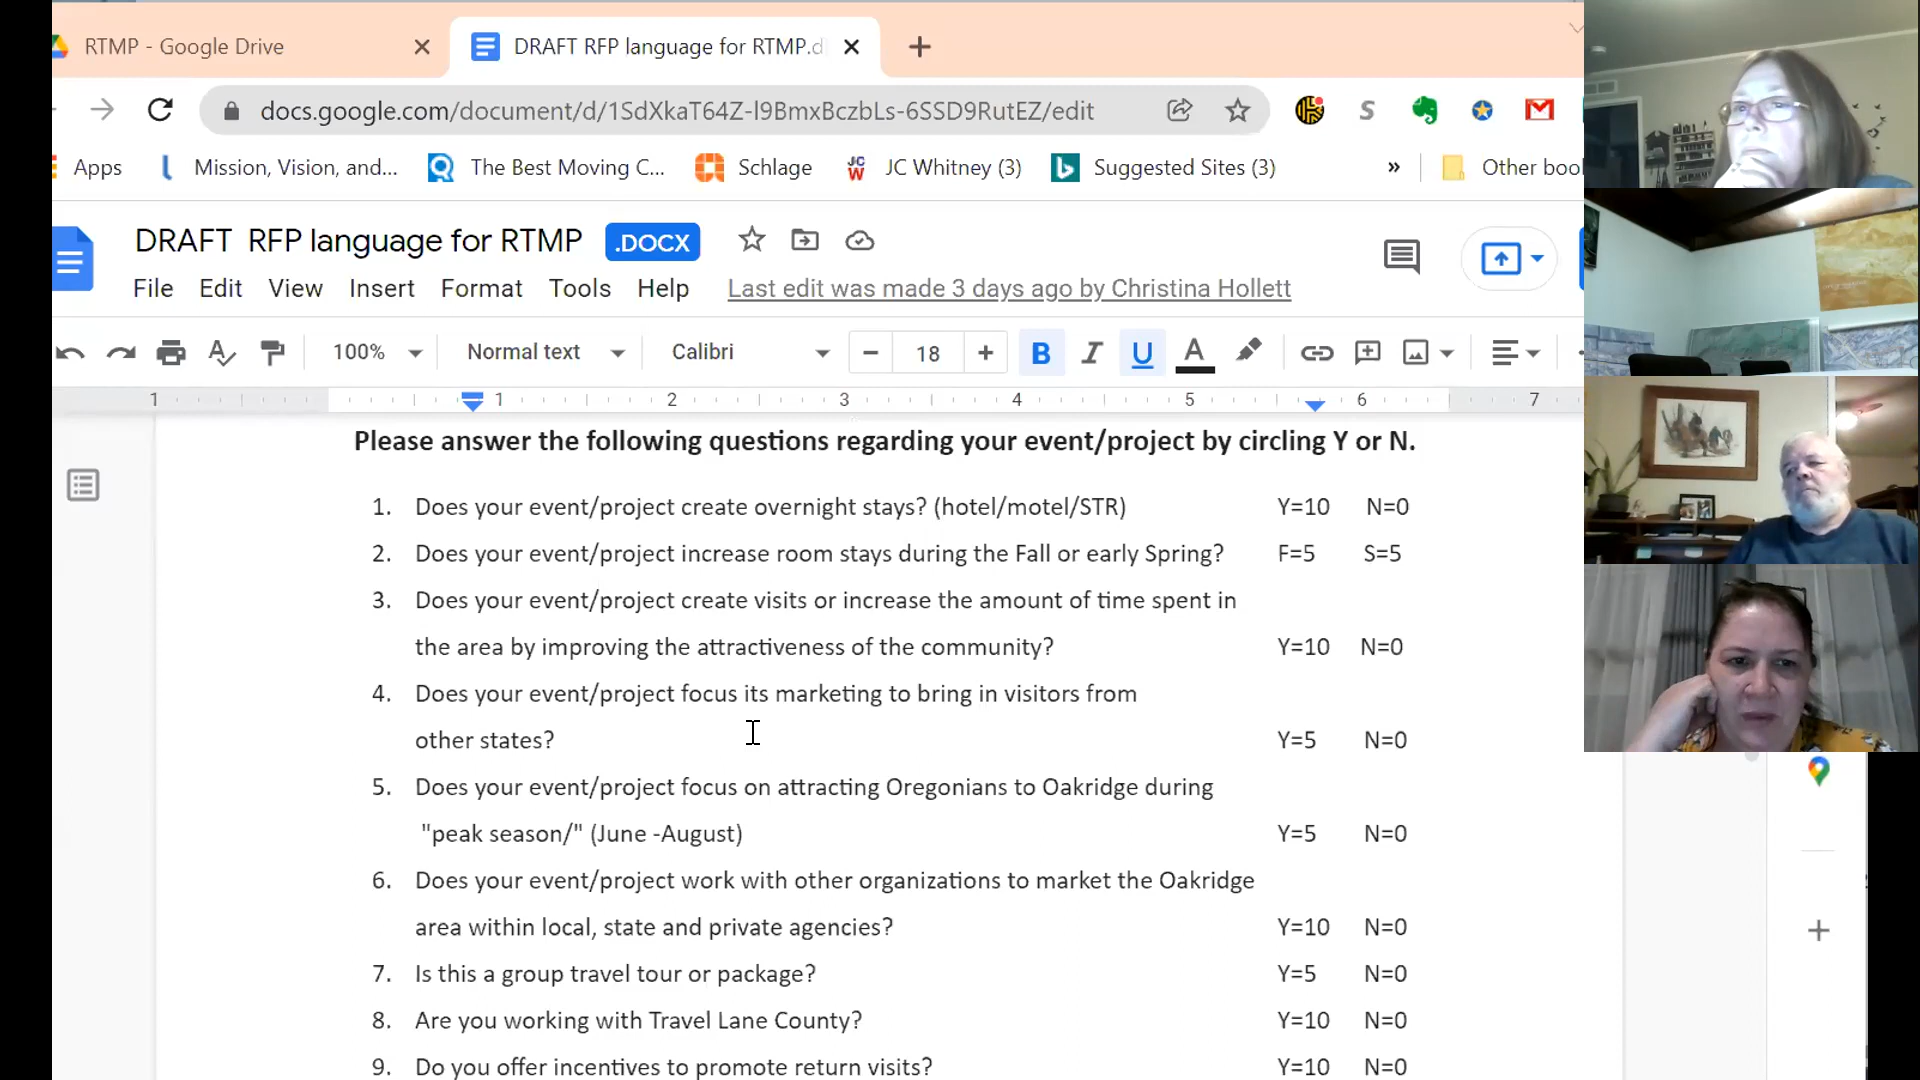 RTMP - Google Drive
DRAFT RFP language for RTMP.d
docs.google.com/document/d/1SdXkaT64Z-l9BmxBczbLs-6SSD9RutEZ/edit
Apps
Mission, Vision, and...
The Best Moving C...
Schlage
JC Whitney (3)
Suggested Sites (3)
»
Other boo
DRAFT RFP language for RTMP
.DOCX
File Edit View Insert Format Tools Help
Last edit was made 3 days ago by Christina Hollett
100%
Normal text
Calibri
18
B I U A
1 1 2 3 4 5 6 7
Please answer the following questions regarding your event/project by circling Y or N.
1. Does your event/project create overnight stays? (hotel/motel/STR) Y=10 N=0
2. Does your event/project increase room stays during the Fall or early Spring? F=5 S=5
3. Does your event/project create visits or increase the amount of time spent in
the area by improving the attractiveness of the community? Y=10 N=0
4. Does your event/project focus its marketing to bring in visitors from
other states? Y=5 N=0
5. Does your event/project focus on attracting Oregonians to Oakridge during
"peak season/" (June -August) Y=5 N=0
6. Does your event/project work with other organizations to market the Oakridge
area within local, state and private agencies? Y=10 N=0
7. Is this a group travel tour or package? Y=5 N=0
8. Are you working with Travel Lane County? Y=10 N=0
9. Do you offer incentives to promote return visits? Y=10 N=0